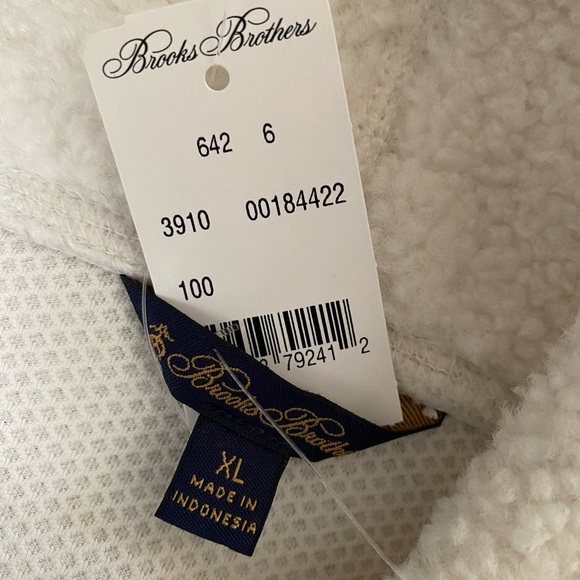 Brooks Brothers
642 6
3910 00184422
100
79241 2
Brooks Brothers
XL
MADE IN
INDONESIA